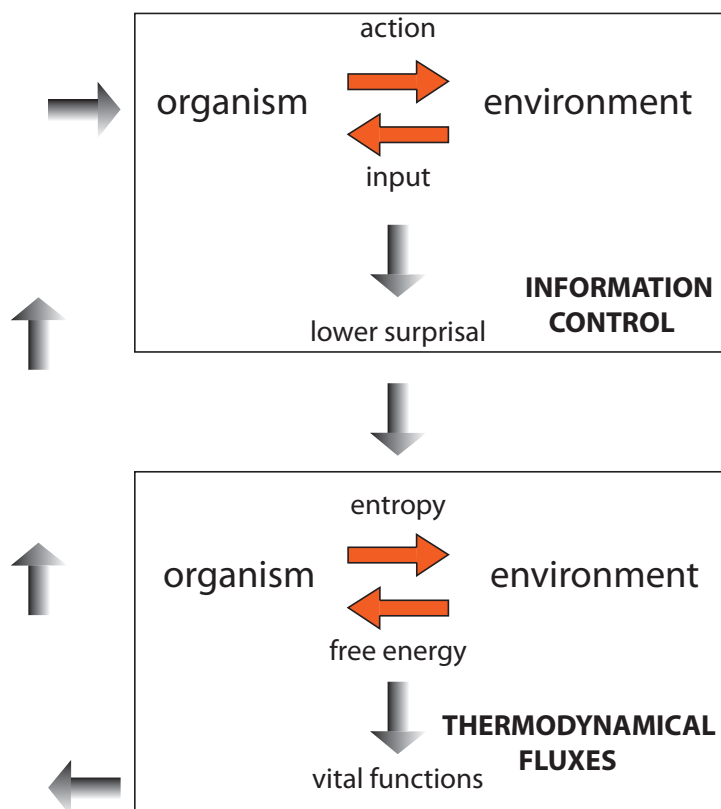 action
organism
environment
input
INFORMATION
CONTROL
lower surprisal
entropy
organism
environment
free energy
THERMODYNAMICAL
FLUXES
vital functions